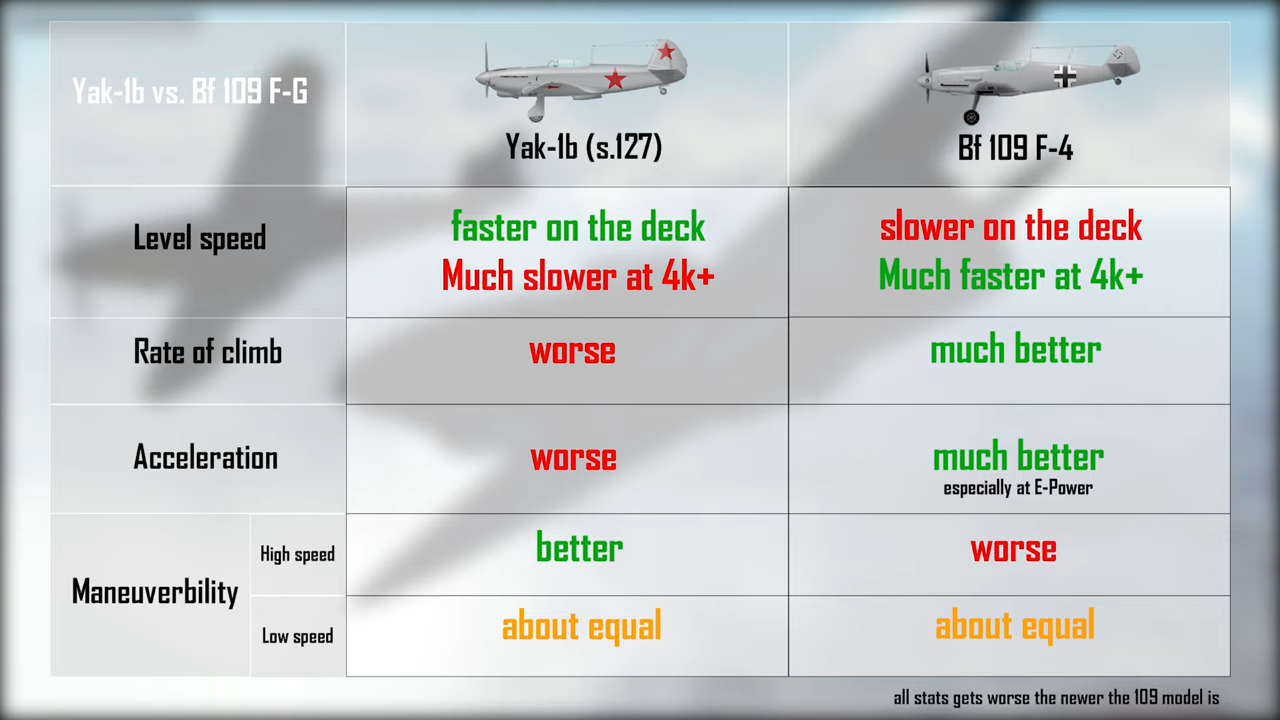 Yak-1b vs. Bf 109 F-G
Yak-1b (s.127)
Bf 109 F-4
Level speed
faster on the deck
Much slower at 4k+
slower on the deck
Much faster at 4k+
Rate of climb
worse
much better
Acceleration
worse
much better
especially at E-Power
Maneuverbility
High speed
better
worse
Low speed
about equal
about equal
all stats gets worse the newer the 109 model is